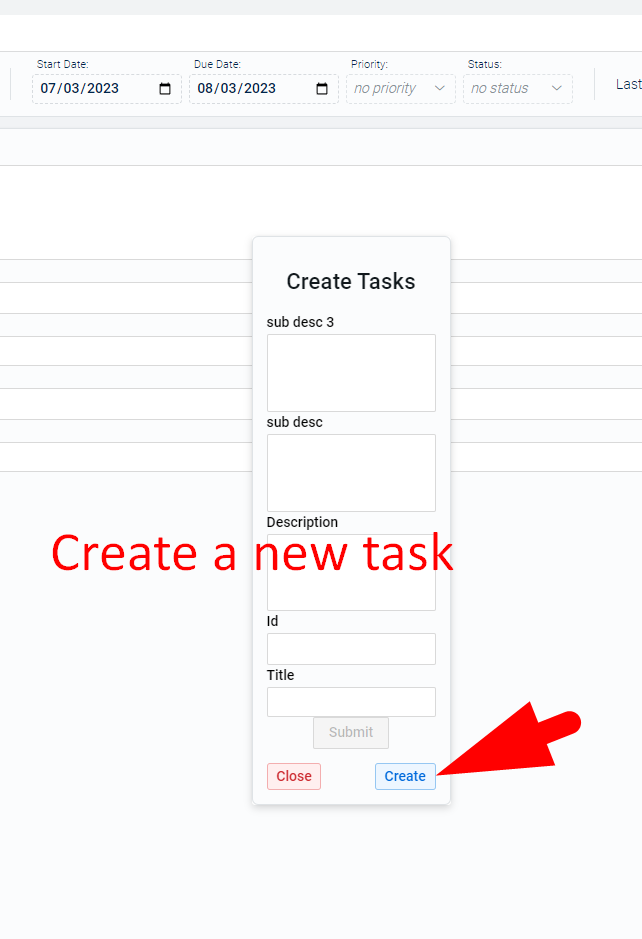 Start Date: Due Date: Priority: Status:
07/03/2023 08/03/2023 no priority no status Last
Create Tasks
sub desc 3
sub desc
Description
Create a new task
Id
Title
Submit
Close Create